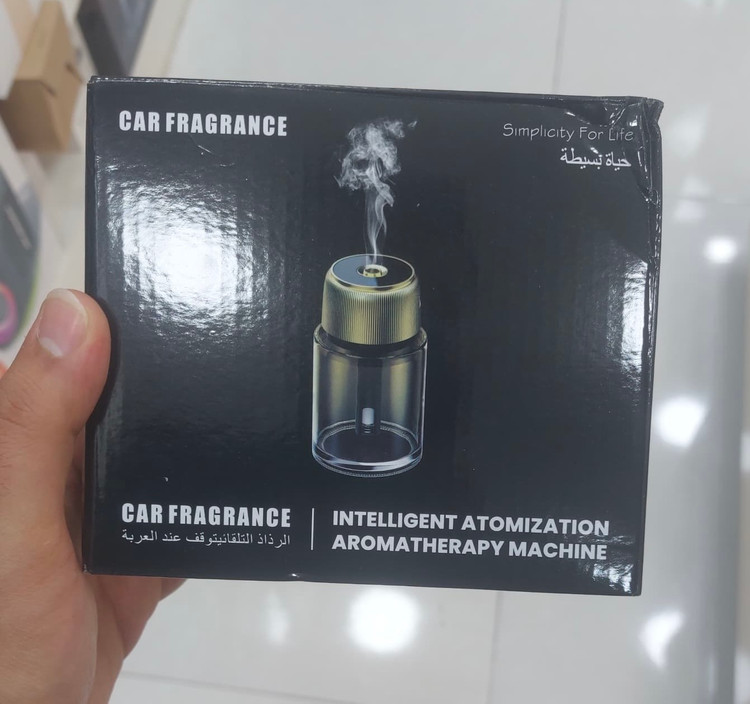 CAR FRAGRANCE
Simplicity For Life
حياة بسيطة
CAR FRAGRANCE
الرذاذ التلقائيتوقف عند العربة
INTELLIGENT ATOMIZATION
AROMATHERAPY MACHINE